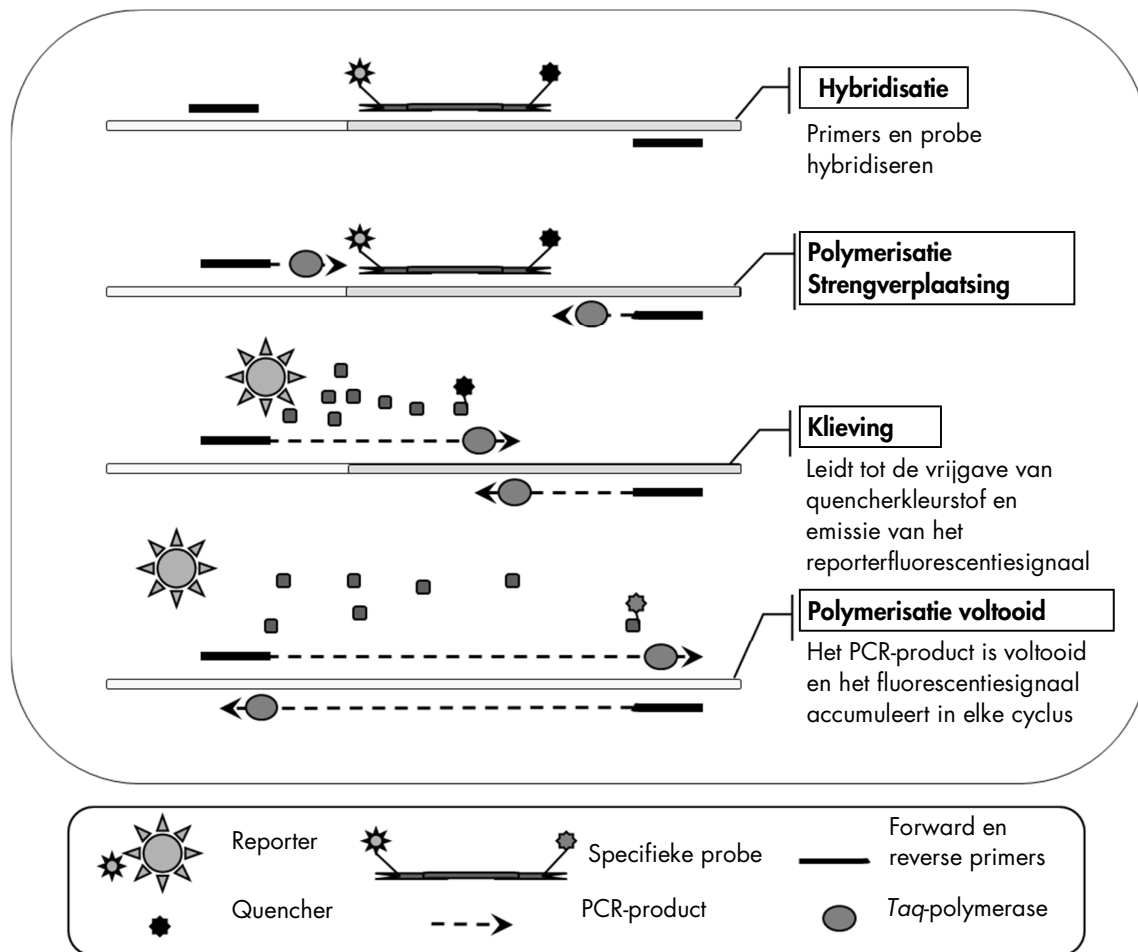 Hybridisatie
Primers en probe
hybridiseren
Polymerisatie
Strengverplaatsing
Klieving
Leidt tot de vrijgave van
quencherkleurstof en
emissie van het
reporterfluorescentiesignaal
Polymerisatie voltooid
Het PCR-product is voltooid
en het fluorescentiesignaal
accumuleert in elke cyclus
Reporter
Specifieke probe
Forward en
reverse primers
Quencher
PCR-product
Taq-polymerase